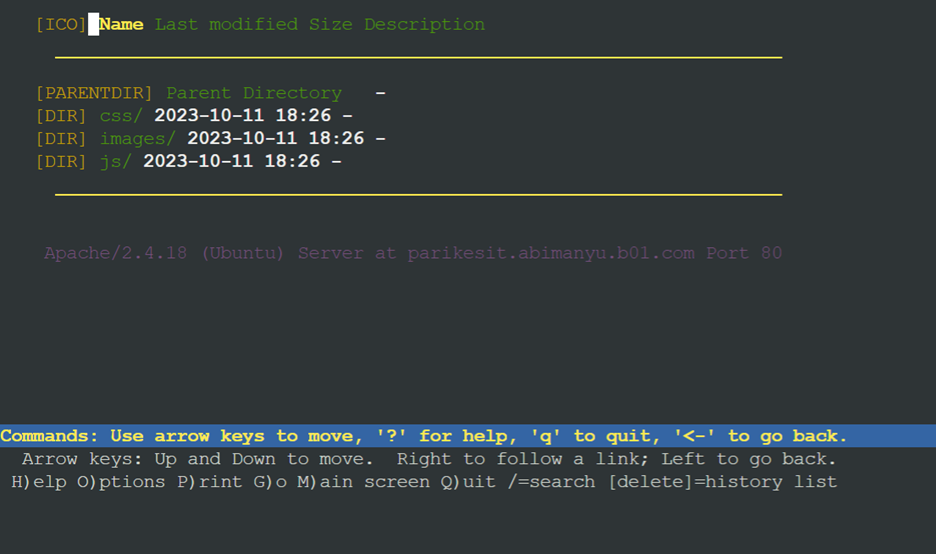 [ICO] Name Last modified Size Description
[PARENTDIR] Parent Directory -
[DIR] css/ 2023-10-11 18:26 -
[DIR] images/ 2023-10-11 18:26 -
[DIR] js/ 2023-10-11 18:26 -
Apache/2.4.18 (Ubuntu) Server at parikesit.abimanyu.b01.com Port 80
Commands: Use arrow keys to move, '?' for help, 'q' to quit, '<-' to go back.
Arrow keys: Up and Down to move. Right to follow a link; Left to go back.
H)elp O)ptions P)rint G)o M)ain screen Q)uit /=search [delete]=history list